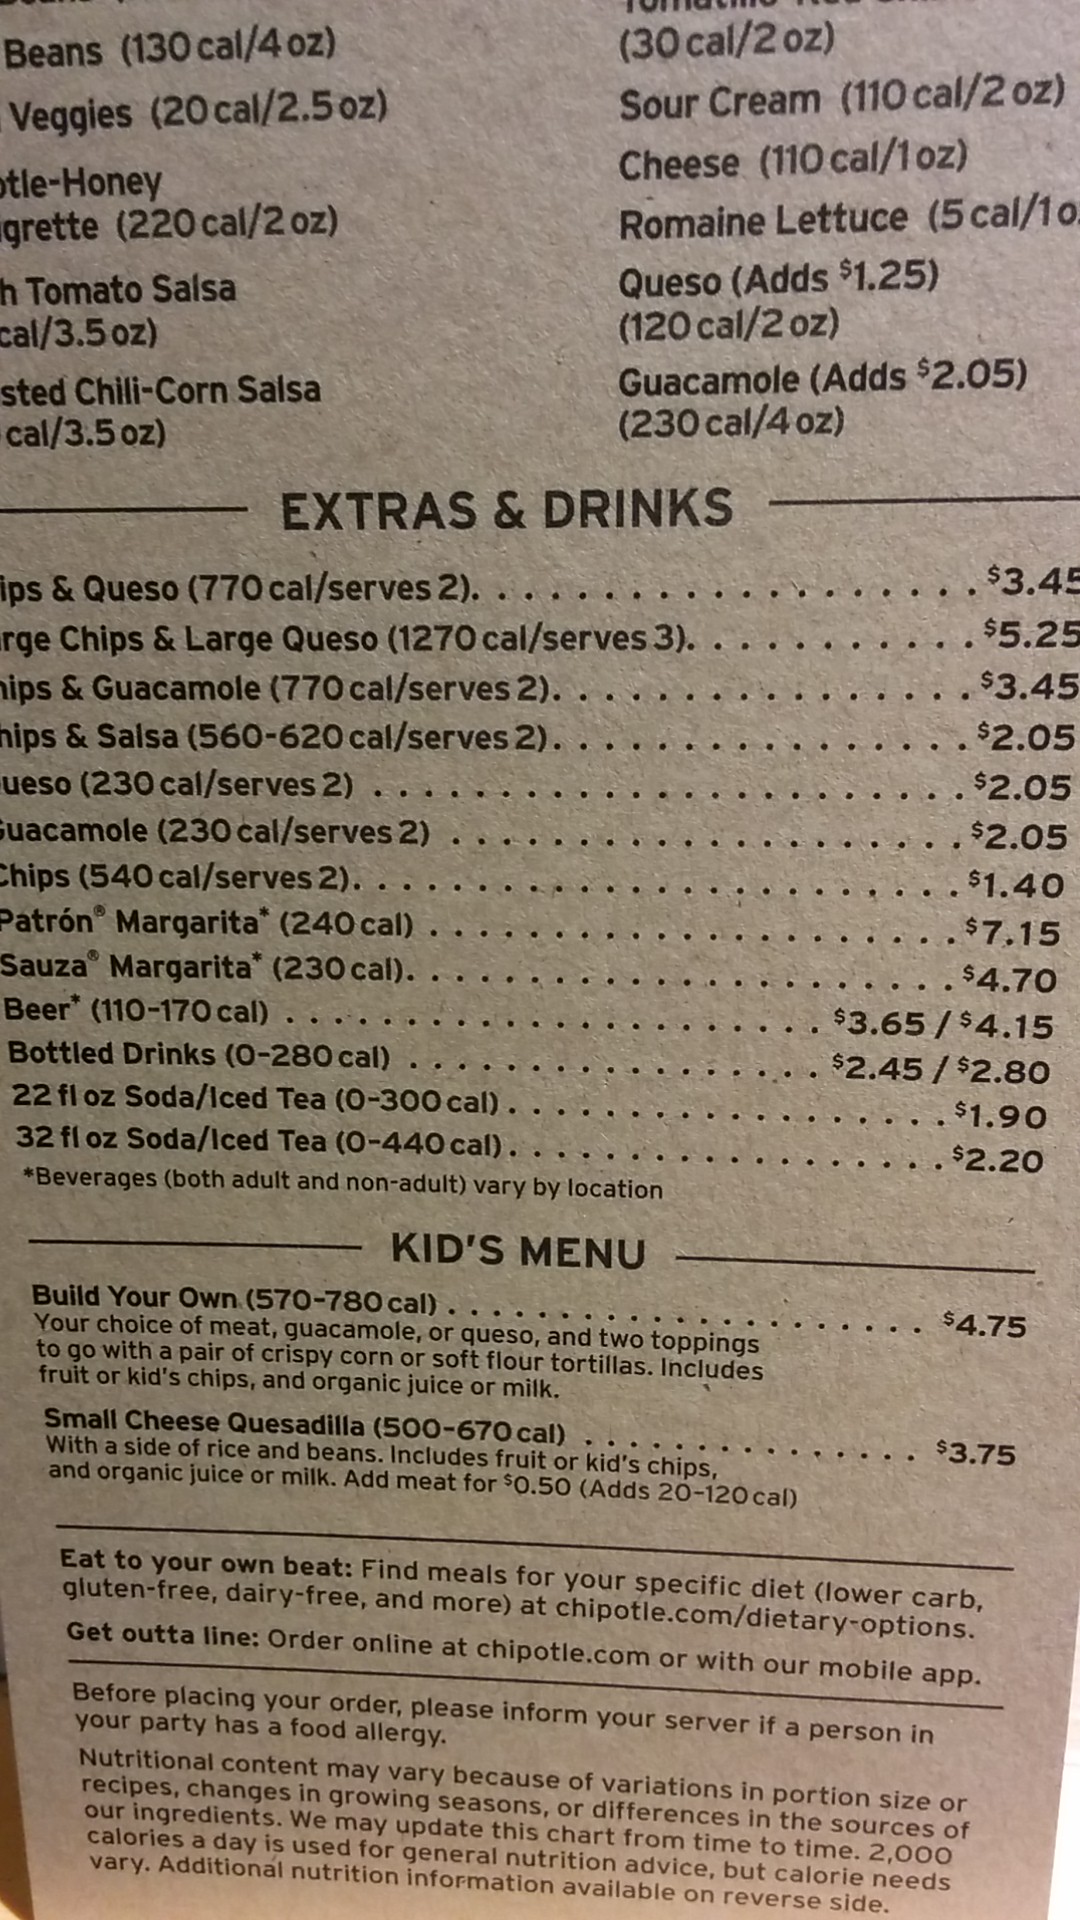 Beans (130 cal/4 oz)
Veggies (20 cal/2.5 oz)
otle-Honey
grette (220 cal/2 oz)
h Tomato Salsa
cal/3.5 oz)
sted Chili-Corn Salsa
cal/3.5 oz)
(30 cal/2 oz)
Sour Cream (110 cal/2 oz)
Cheese (110 cal/1 oz)
Romaine Lettuce (5 cal/1 o
Queso (Adds $1.25)
(120 cal/2 oz)
Guacamole (Adds $2.05)
(230 cal/4 oz)
EXTRAS & DRINKS
ips & Queso (770 cal/serves 2). . . . . . . . . . . . . . . . . . . $3.45
rge Chips & Large Queso (1270 cal/serves 3). . . . . . . . . . . $5.25
hips & Guacamole (770 cal/serves 2). . . . . . . . . . . . . . . . $3.45
hips & Salsa (560-620 cal/serves 2). . . . . . . . . . . . . . . . $2.05
ueso (230 cal/serves 2) . . . . . . . . . . . . . . . . . . . . . . . $2.05
Guacamole (230 cal/serves 2) . . . . . . . . . . . . . . . . . . . . $2.05
Chips (540 cal/serves 2). . . . . . . . . . . . . . . . . . . . . . . . $1.40
Patrón® Margarita* (240 cal) . . . . . . . . . . . . . . . . . . . . . $7.15
Sauza® Margarita* (230 cal). . . . . . . . . . . . . . . . . . . . . . $4.70
Beer* (110-170 cal) . . . . . . . . . . . . . . . . . . . . . $3.65 / $4.15
Bottled Drinks (0-280 cal) . . . . . . . . . . . . . . . . $2.45 / $2.80
22 fl oz Soda/Iced Tea (0-300 cal) . . . . . . . . . . . . . . . . . $1.90
32 fl oz Soda/Iced Tea (0-440 cal). . . . . . . . . . . . . . . . . . $2.20
*Beverages (both adult and non-adult) vary by location
KID'S MENU
Build Your Own (570-780 cal) . . . . . . . . . . . . . . . . . . . $4.75
Your choice of meat, guacamole, or queso, and two toppings
to go with a pair of crispy corn or soft flour tortillas. Includes
fruit or kid's chips, and organic juice or milk.
Small Cheese Quesadilla (500-670 cal) . . . . . . . . . . . . . . . $3.75
With a side of rice and beans. Includes fruit or kid's chips,
and organic juice or milk. Add meat for $0.50 (Adds 20-120 cal)
Eat to your own beat: Find meals for your specific diet (lower carb,
gluten-free, dairy-free, and more) at chipotle.com/dietary-options.
Get outta line: Order online at chipotle.com or with our mobile app.
Before placing your order, please inform your server if a person in
your party has a food allergy.
Nutritional content may vary because of variations in portion size or
recipes, changes in growing seasons, or differences in the sources of
our ingredients. We may update this chart from time to time. 2,000
calories a day is used for general nutrition advice, but calorie needs
vary. Additional nutrition information available on reverse side.